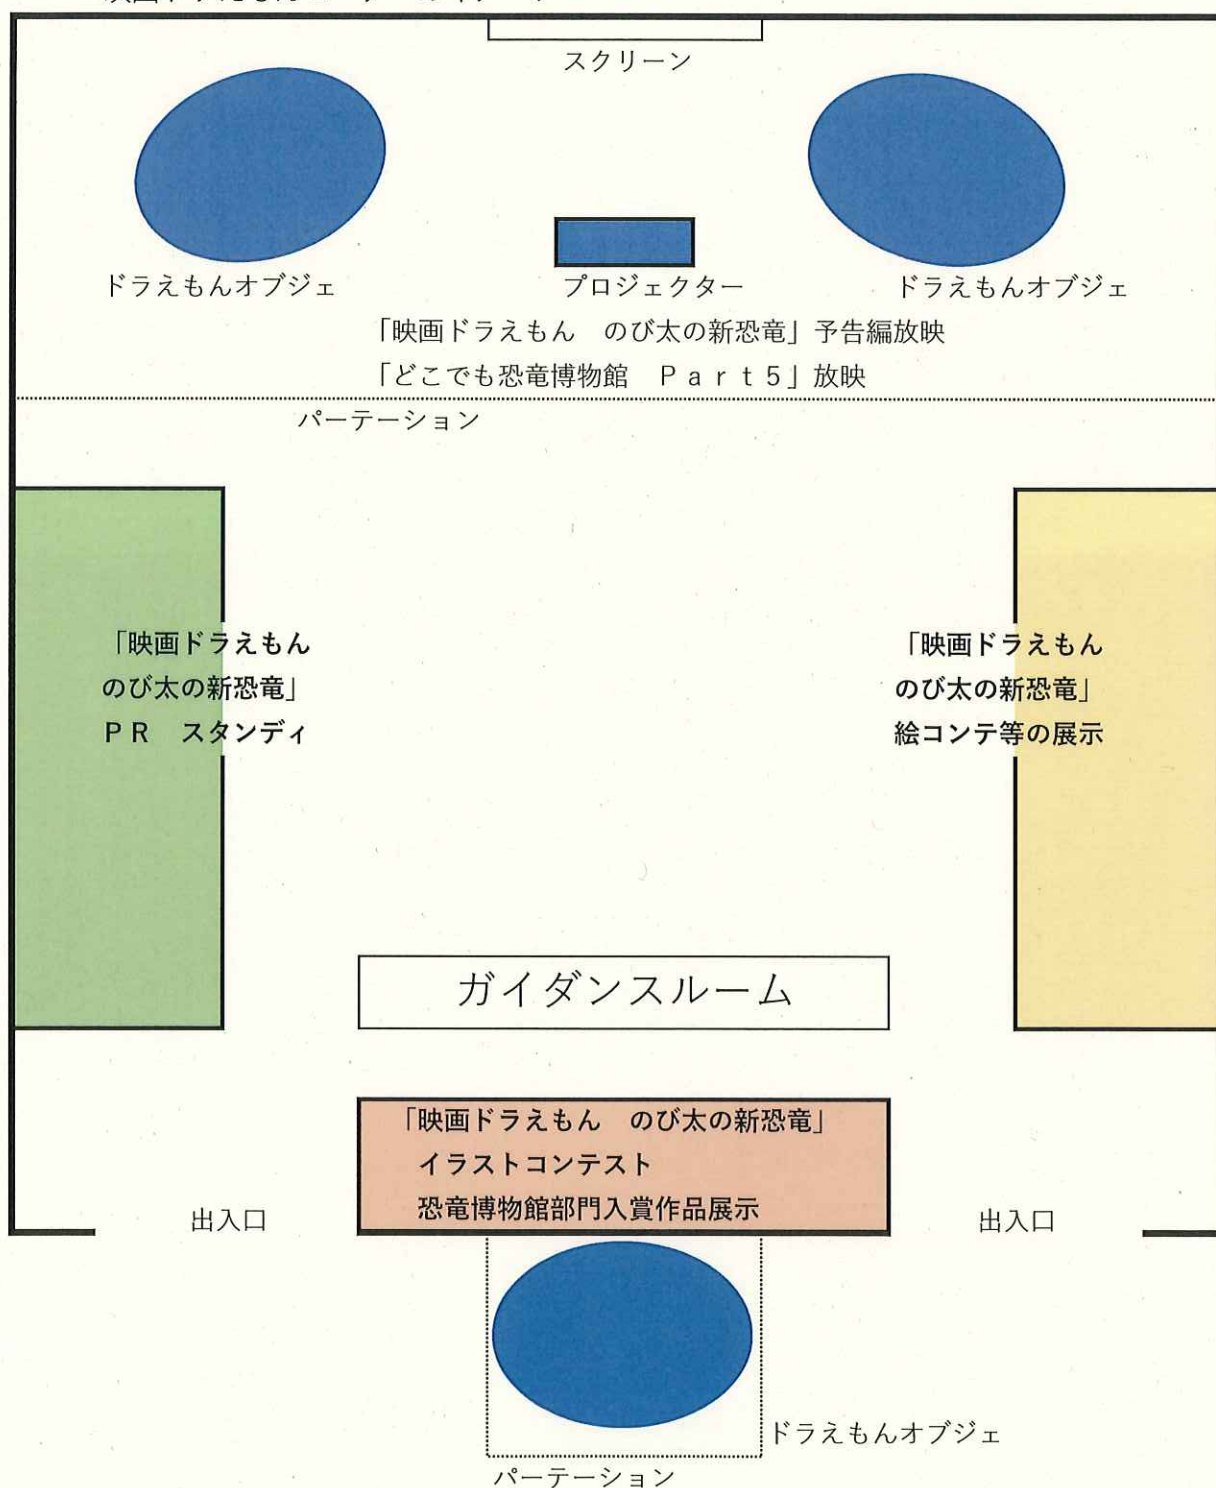 スクリーン
ドラえもんオブジェ
プロジェクター
ドラえもんオブジェ
「映画ドラえもん　のび太の新恐竜」予告編放映
「どこでも恐竜博物館　Ｐａｒｔ５」放映
パーテーション
「映画ドラえもん
のび太の新恐竜」
ＰＲ　スタンディ
「映画ドラえもん
のび太の新恐竜」
絵コンテ等の展示
ガイダンスルーム
「映画ドラえもん　のび太の新恐竜」
イラストコンテスト
恐竜博物館部門入賞作品展示
出入口
出入口
ドラえもんオブジェ
パーテーション